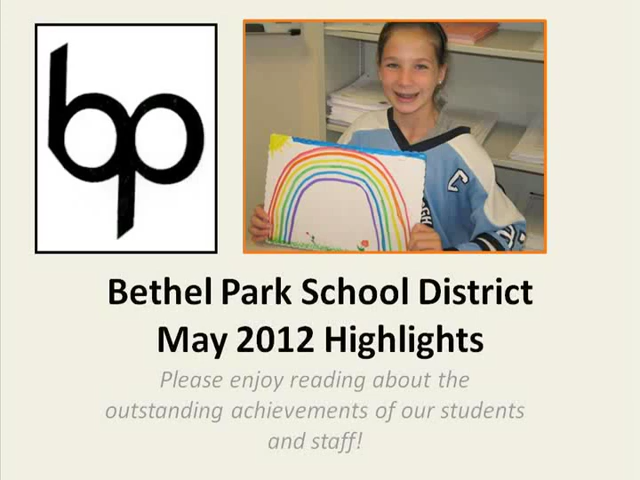 bp
C
Bethel Park School District
May 2012 Highlights
Please enjoy reading about the
outstanding achievements of our students
and staff!